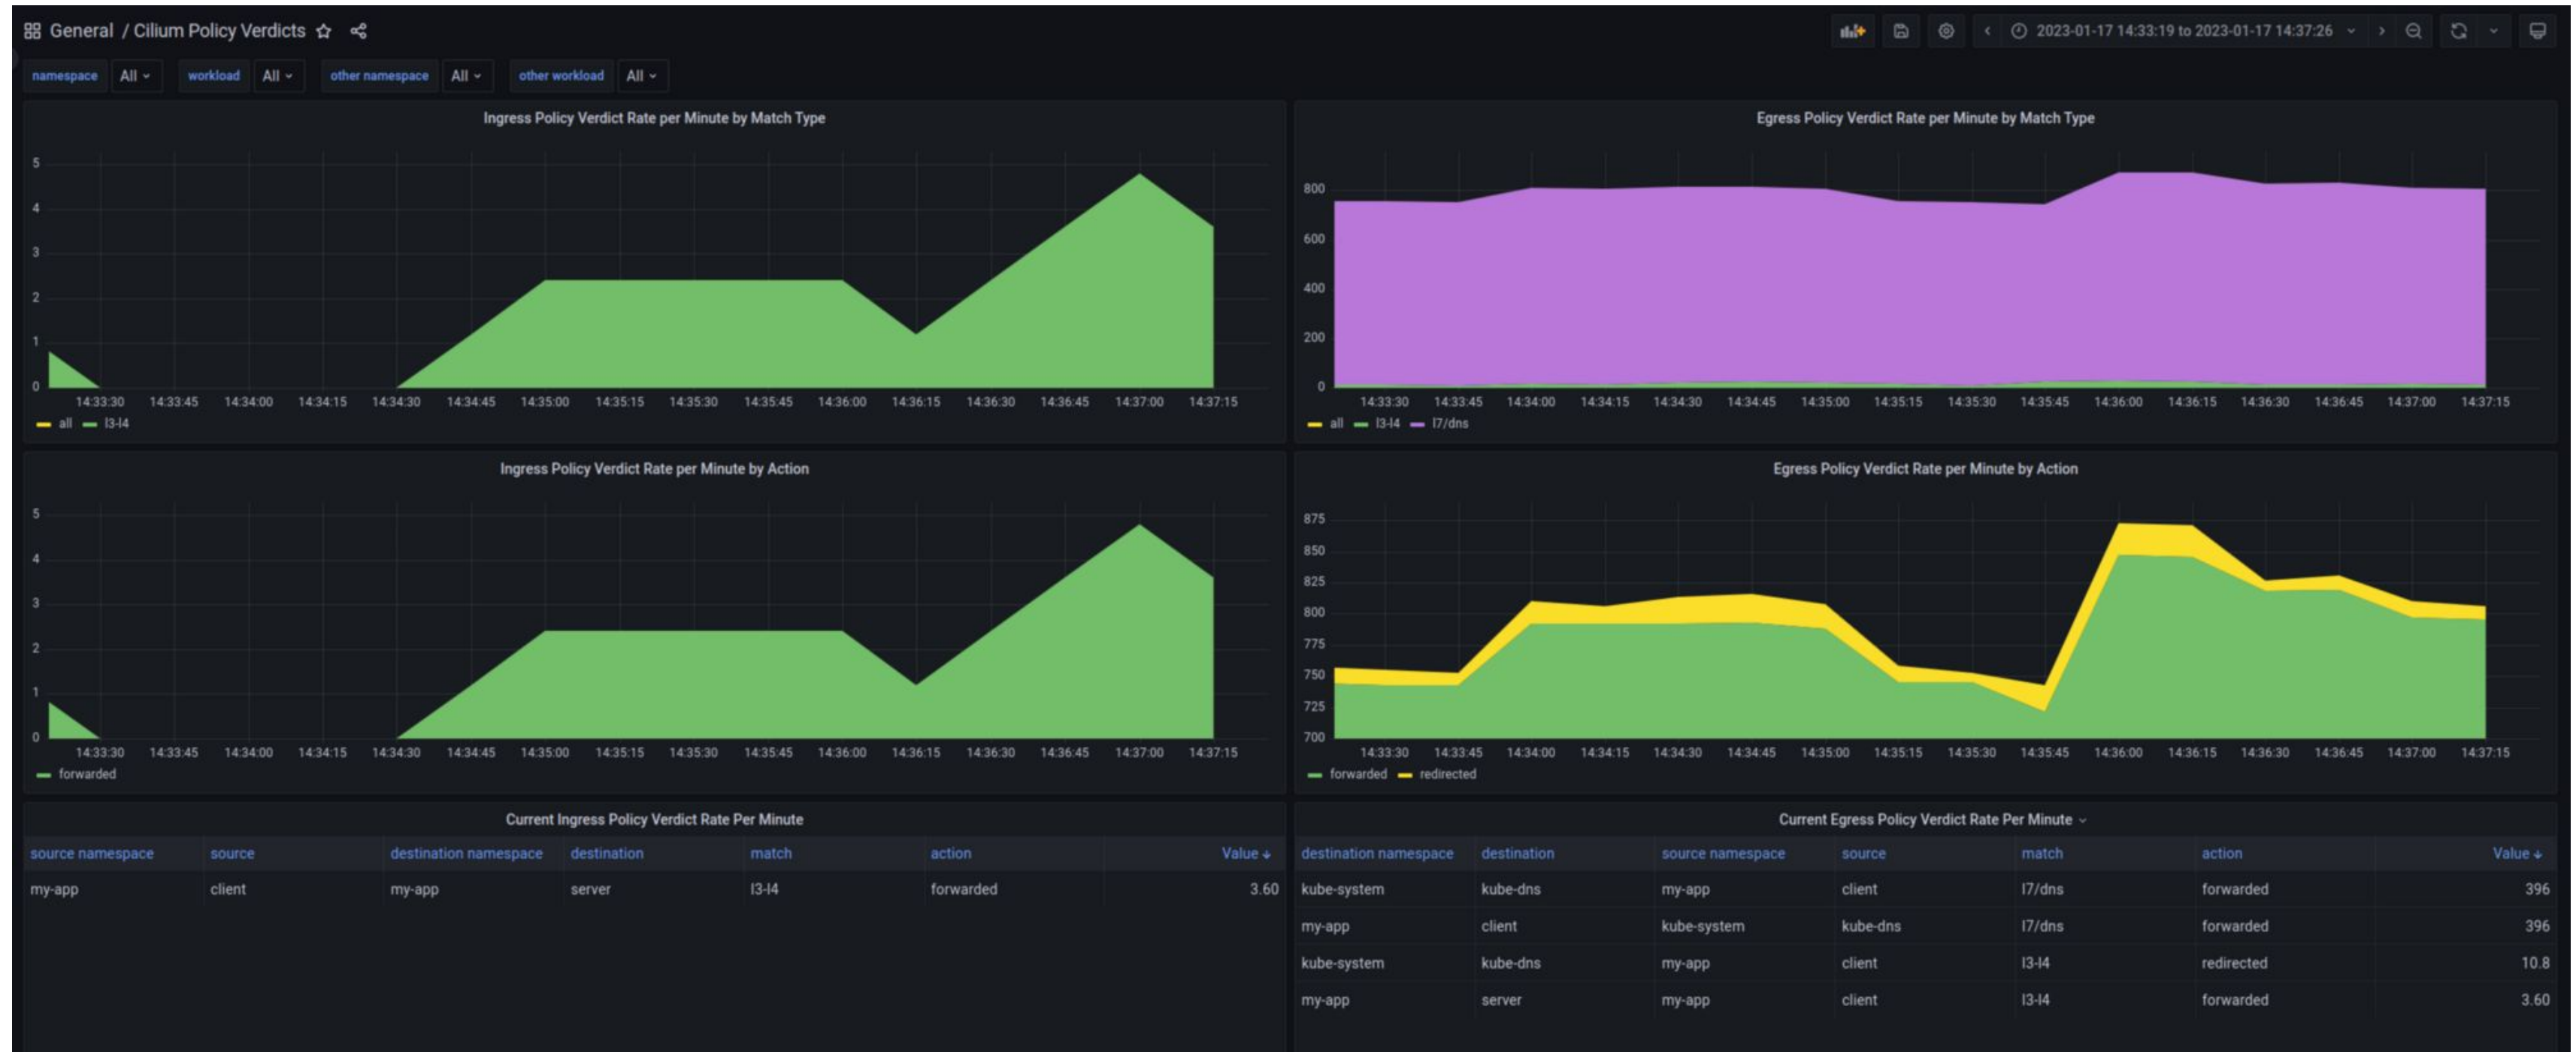 General / Cilium Policy Verdicts
2023-01-17 14:33:19 to 2023-01-17 14:37:26
namespace All workload All other namespace All other workload All
Ingress Policy Verdict Rate per Minute by Match Type
5
4
3
2
1
0
14:33:30 14:33:45 14:34:00 14:34:15 14:34:30 14:34:45 14:35:00 14:35:15 14:35:30 14:35:45 14:36:00 14:36:15 14:36:30 14:36:45 14:37:00 14:37:15
all l3-l4
Egress Policy Verdict Rate per Minute by Match Type
800
600
400
200
0
14:33:30 14:33:45 14:34:00 14:34:15 14:34:30 14:34:45 14:35:00 14:35:15 14:35:30 14:35:45 14:36:00 14:36:15 14:36:30 14:36:45 14:37:00 14:37:15
all l3-l4 l7/dns
Ingress Policy Verdict Rate per Minute by Action
5
4
3
2
1
0
14:33:30 14:33:45 14:34:00 14:34:15 14:34:30 14:34:45 14:35:00 14:35:15 14:35:30 14:35:45 14:36:00 14:36:15 14:36:30 14:36:45 14:37:00 14:37:15
forwarded
Egress Policy Verdict Rate per Minute by Action
875
850
825
800
775
750
725
700
14:33:30 14:33:45 14:34:00 14:34:15 14:34:30 14:34:45 14:35:00 14:35:15 14:35:30 14:35:45 14:36:00 14:36:15 14:36:30 14:36:45 14:37:00 14:37:15
forwarded redirected
Current Ingress Policy Verdict Rate Per Minute
source namespace source destination namespace destination match action Value
my-app client my-app server l3-l4 forwarded 3.60
Current Egress Policy Verdict Rate Per Minute
destination namespace destination source namespace source match action Value
kube-system kube-dns my-app client l7/dns forwarded 396
my-app client kube-system kube-dns l7/dns forwarded 396
kube-system kube-dns my-app client l3-l4 redirected 10.8
my-app server my-app client l3-l4 forwarded 3.60